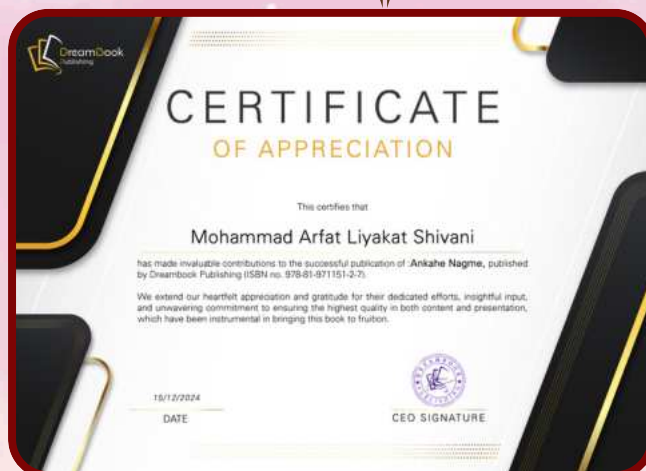 DreamBook
Publishing
CERTIFICATE
OF APPRECIATION
This certifies that
Mohammad Arfat Liyakat Shivani
has made invaluable contributions to the successful publication of :Ankahe Nagme, published
by Dreambook Publishing (ISBN no. 978-81-971151-2-7).
We extend our heartfelt appreciation and gratitude for their dedicated efforts, insightful input,
and unwavering commitment to ensuring the highest quality in both content and presentation,
which have been instrumental in bringing this book to fruition.
DREAMBOOK
PUBLISHING
15/12/2024
DATE
CEO SIGNATURE